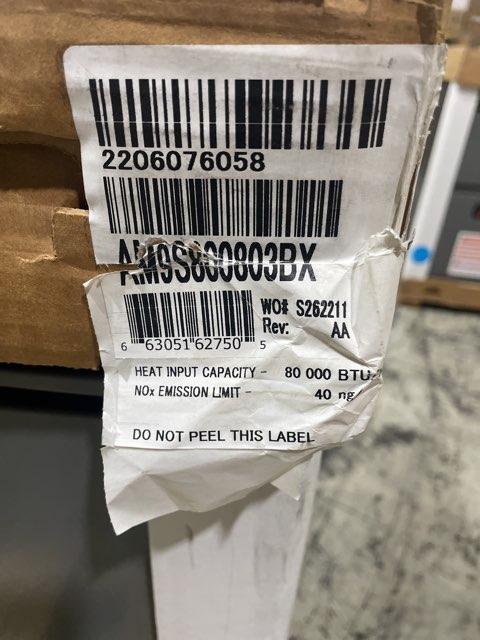 2206076058
AM9S800803BX
WO# S262211
Rev: AA
6 63051 62750 5
HEAT INPUT CAPACITY - 80 000 BTU
NOx EMISSION LIMIT - 40 ng
DO NOT PEEL THIS LABEL